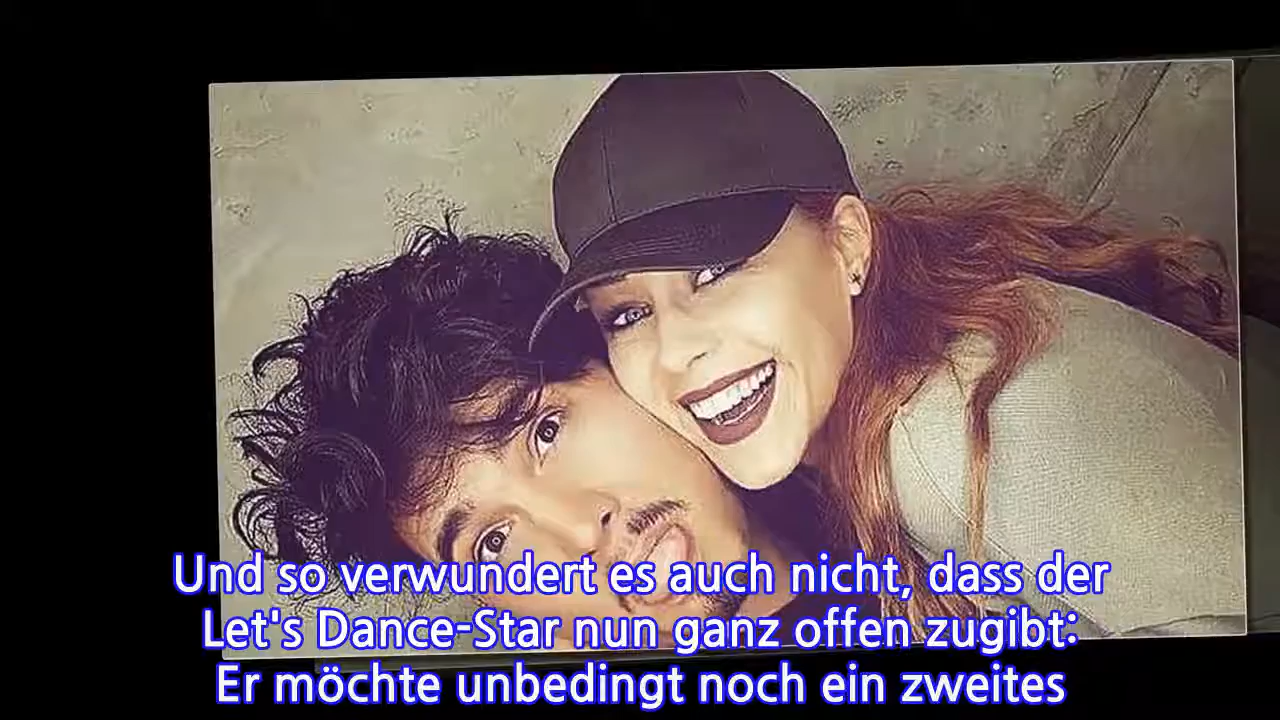 Und so verwundert es auch nicht, dass der
Let's Dance-Star nun ganz offen zugibt:
Er möchte unbedingt noch ein zweites